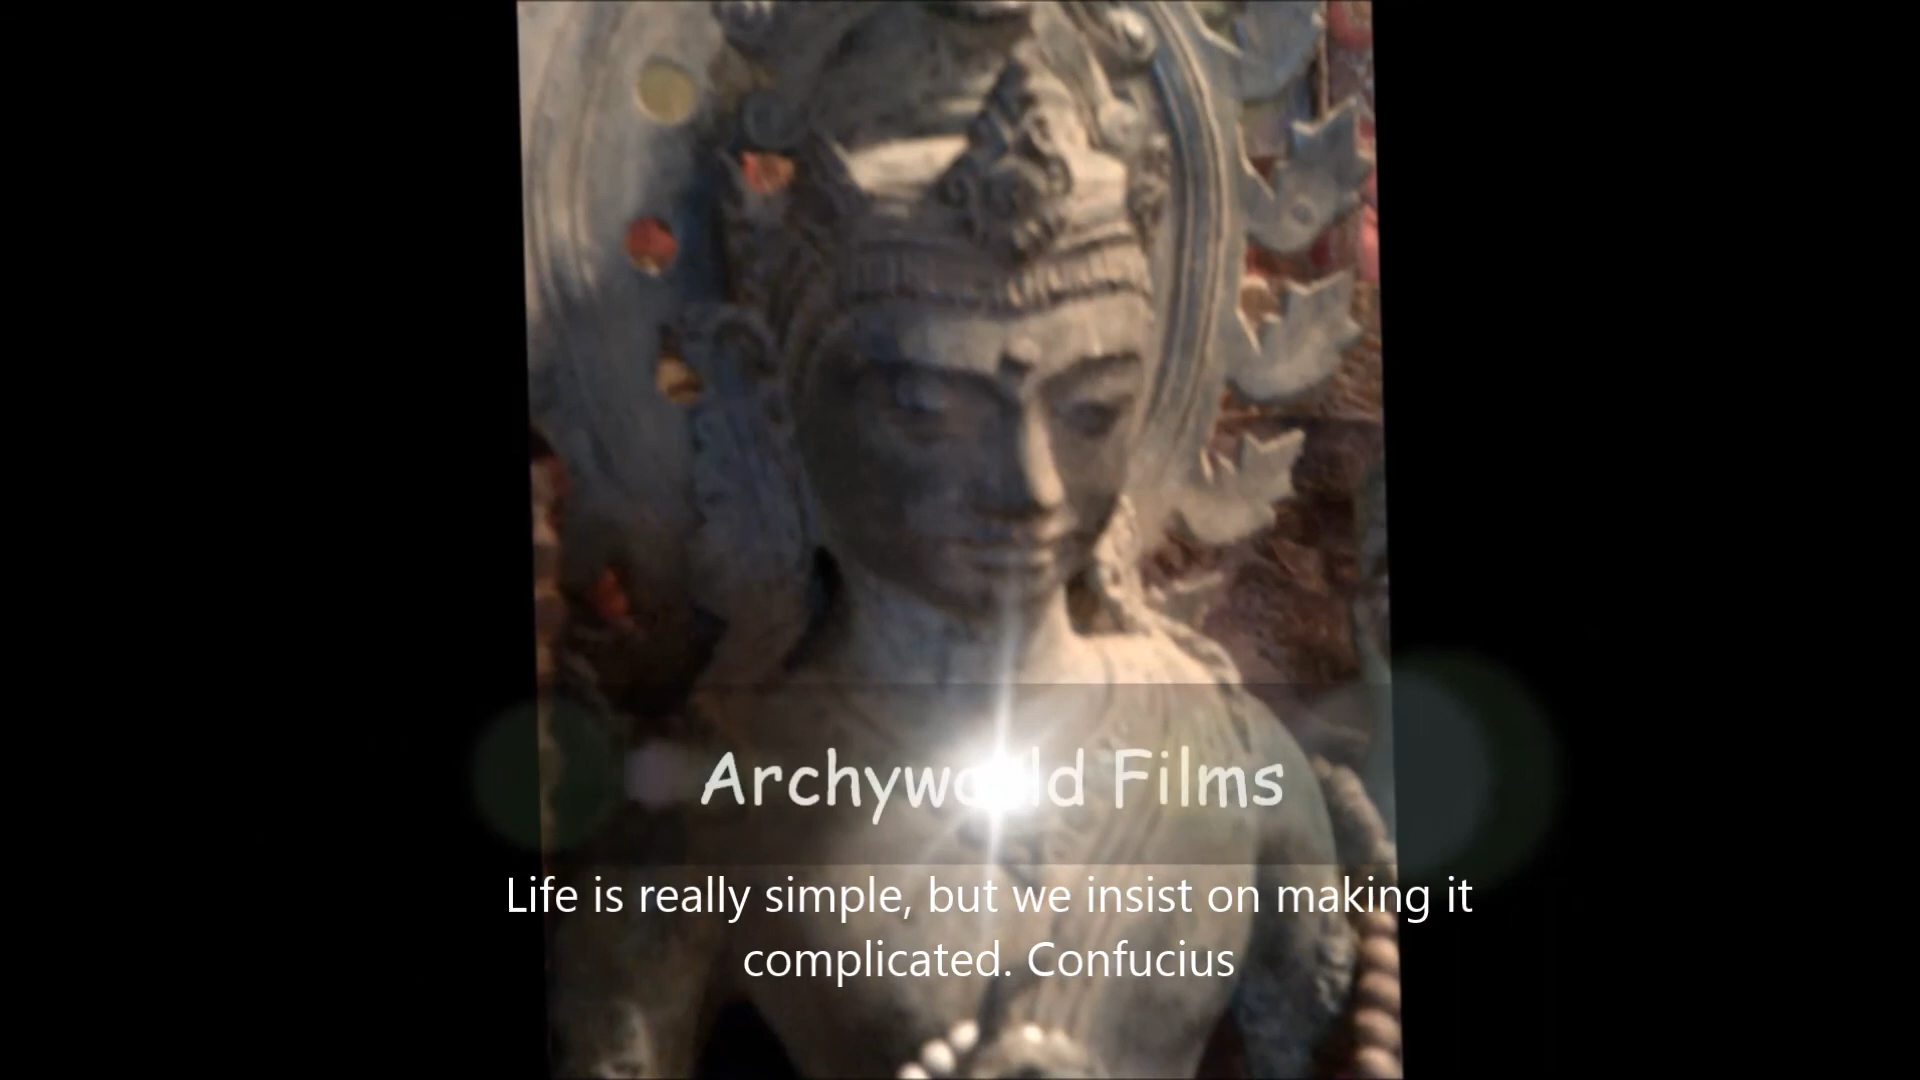 Films
Life is really simple, but we insist on making it
complicated. Confucius